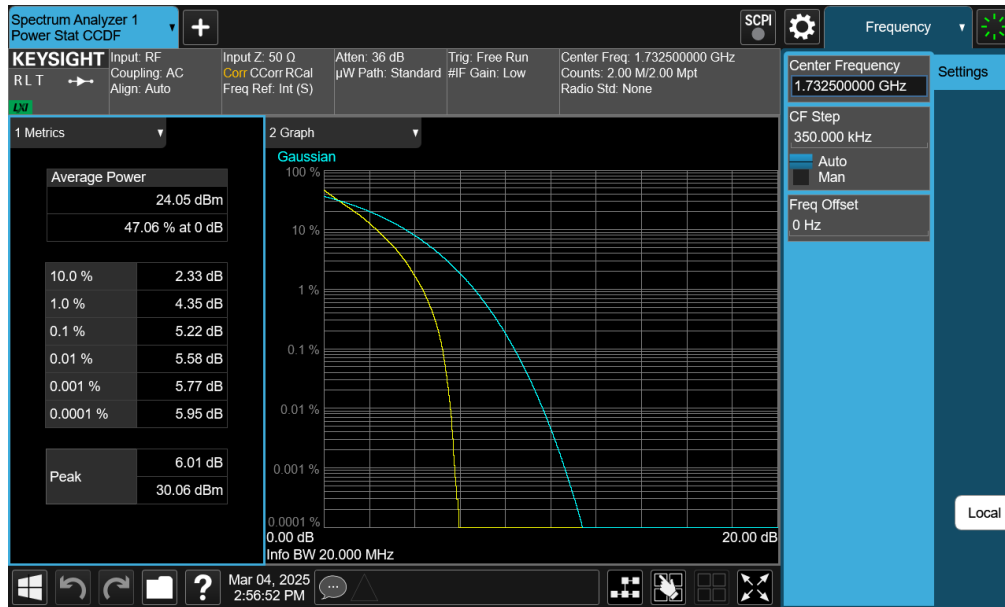 Spectrum Analyzer 1
Power Stat CCDF
+
SCPI
Frequency
KEYSIGHT
R L T
LXI
Input: RF
Coupling: AC
Align: Auto
Input Z: 50 Ω
Corr CCorr RCal
Freq Ref: Int (S)
Atten: 36 dB
µW Path: Standard
Trig: Free Run
#IF Gain: Low
Center Freq: 1.732500000 GHz
Counts: 2.00 M/2.00 Mpt
Radio Std: None
Center Frequency
1.732500000 GHz
Settings
CF Step
350.000 kHz
Auto
Man
Freq Offset
0 Hz
1 Metrics
Average Power
24.05 dBm
47.06 % at 0 dB
10.0 % 2.33 dB
1.0 % 4.35 dB
0.1 % 5.22 dB
0.01 % 5.58 dB
0.001 % 5.77 dB
0.0001 % 5.95 dB
Peak
6.01 dB
30.06 dBm
2 Graph
Gaussian
100 %
10 %
1 %
0.1 %
0.01 %
0.001 %
0.0001 %
0.00 dB 20.00 dB
Info BW 20.000 MHz
Local
?
Mar 04, 2025
2:56:52 PM